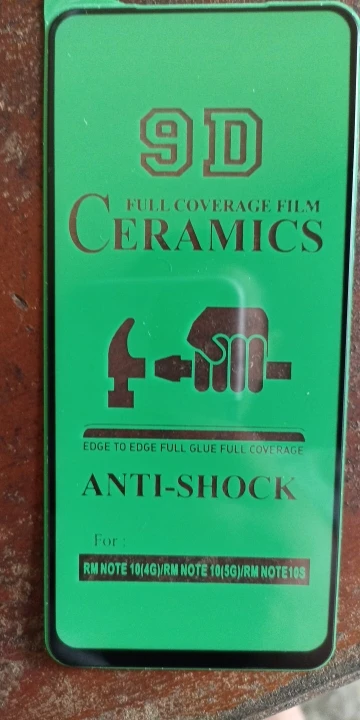 9D
FULL COVERAGE FILM
CERAMICS
EDGE TO EDGE FULL GLUE FULL COVERAGE
ANTI-SHOCK
For :
RM NOTE 10(4G)/RM NOTE 10(5G)/RM NOTE10S